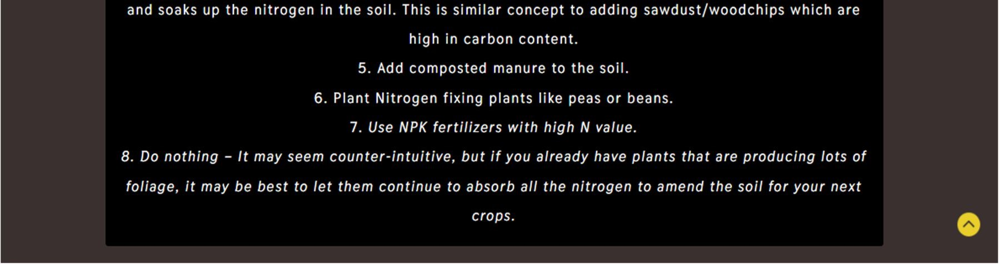 and soaks up the nitrogen in the soil. This is similar concept to adding sawdust/woodchips which are
high in carbon content.
5. Add composted manure to the soil.
6. Plant Nitrogen fixing plants like peas or beans.
7. Use NPK fertilizers with high N value.
8. Do nothing – It may seem counter-intuitive, but if you already have plants that are producing lots of
foliage, it may be best to let them continue to absorb all the nitrogen to amend the soil for your next
crops.